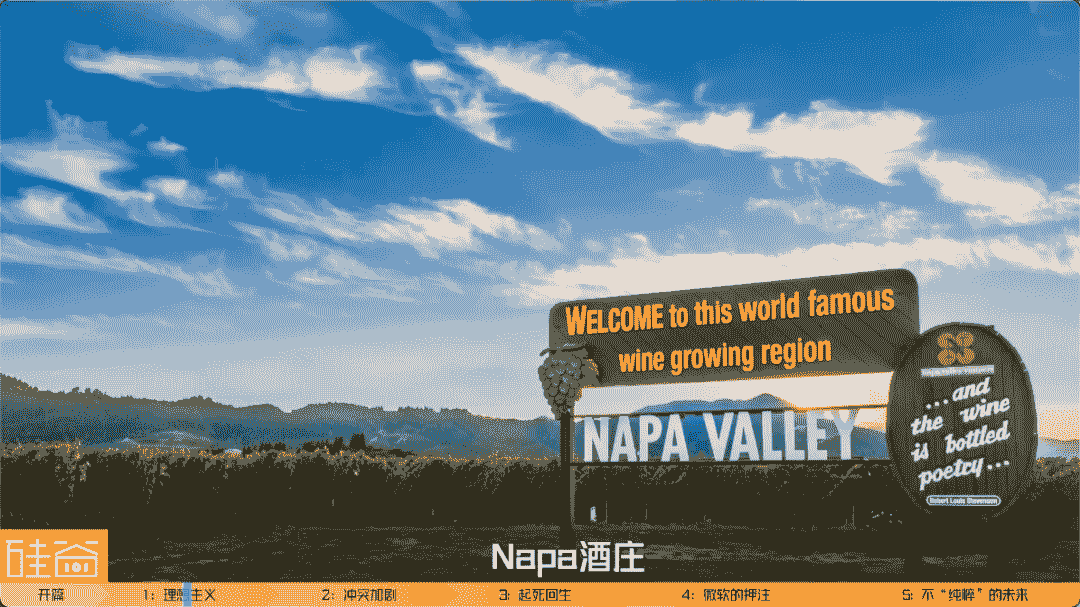 WELCOME to this world famous
wine growing region
NAPA VALLEY
...and
the wine
is bottled
poetry...
Robert Louis Stevenson
硅谷
101
Napa酒庄
开篇
1: 理想主义
2: 冲突加剧
3: 起死回生
4: 微软的押注
5: 不“纯粹”的未来